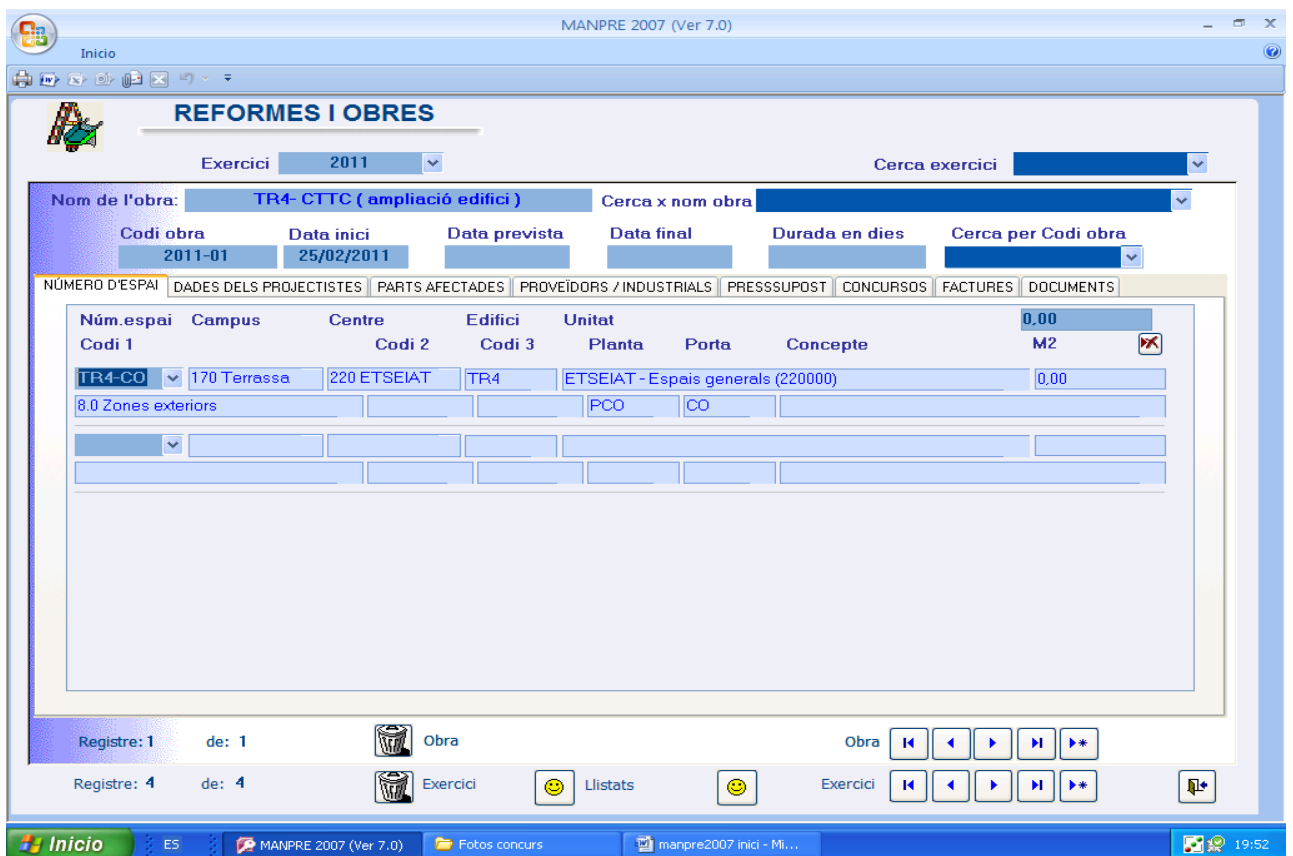 MANPRE 2007 (Ver 7.0)
Inicio
REFORMES I OBRES
Exercici 2011 Cerca exercici
Nom de l'obra: TR4- CTTC ( ampliació edifici ) Cerca x nom obra
Codi obra Data inici Data prevista Data final Durada en dies Cerca per Codi obra
2011-01 25/02/2011
NÚMERO D'ESPAI DADES DELS PROJECTISTES PARTS AFECTADES PROVEÏDORS / INDUSTRIALS PRESSSUPOST CONCURSOS FACTURES DOCUMENTS
Núm.espai Campus Centre Edifici Unitat 0,00
Codi 1 Codi 2 Codi 3 Planta Porta Concepte M2
TR4-CO 170 Terrassa 220 ETSEIAT TR4 ETSEIAT - Espais generals (220000) 0,00
8.0 Zones exteriors PCO CO
Registre: 1 de: 1 Obra Obra
Registre: 4 de: 4 Exercici Llistats Exercici
Inicio ES MANPRE 2007 (Ver 7.0) Fotos concurs manpre2007 inici - Mi... 19:52